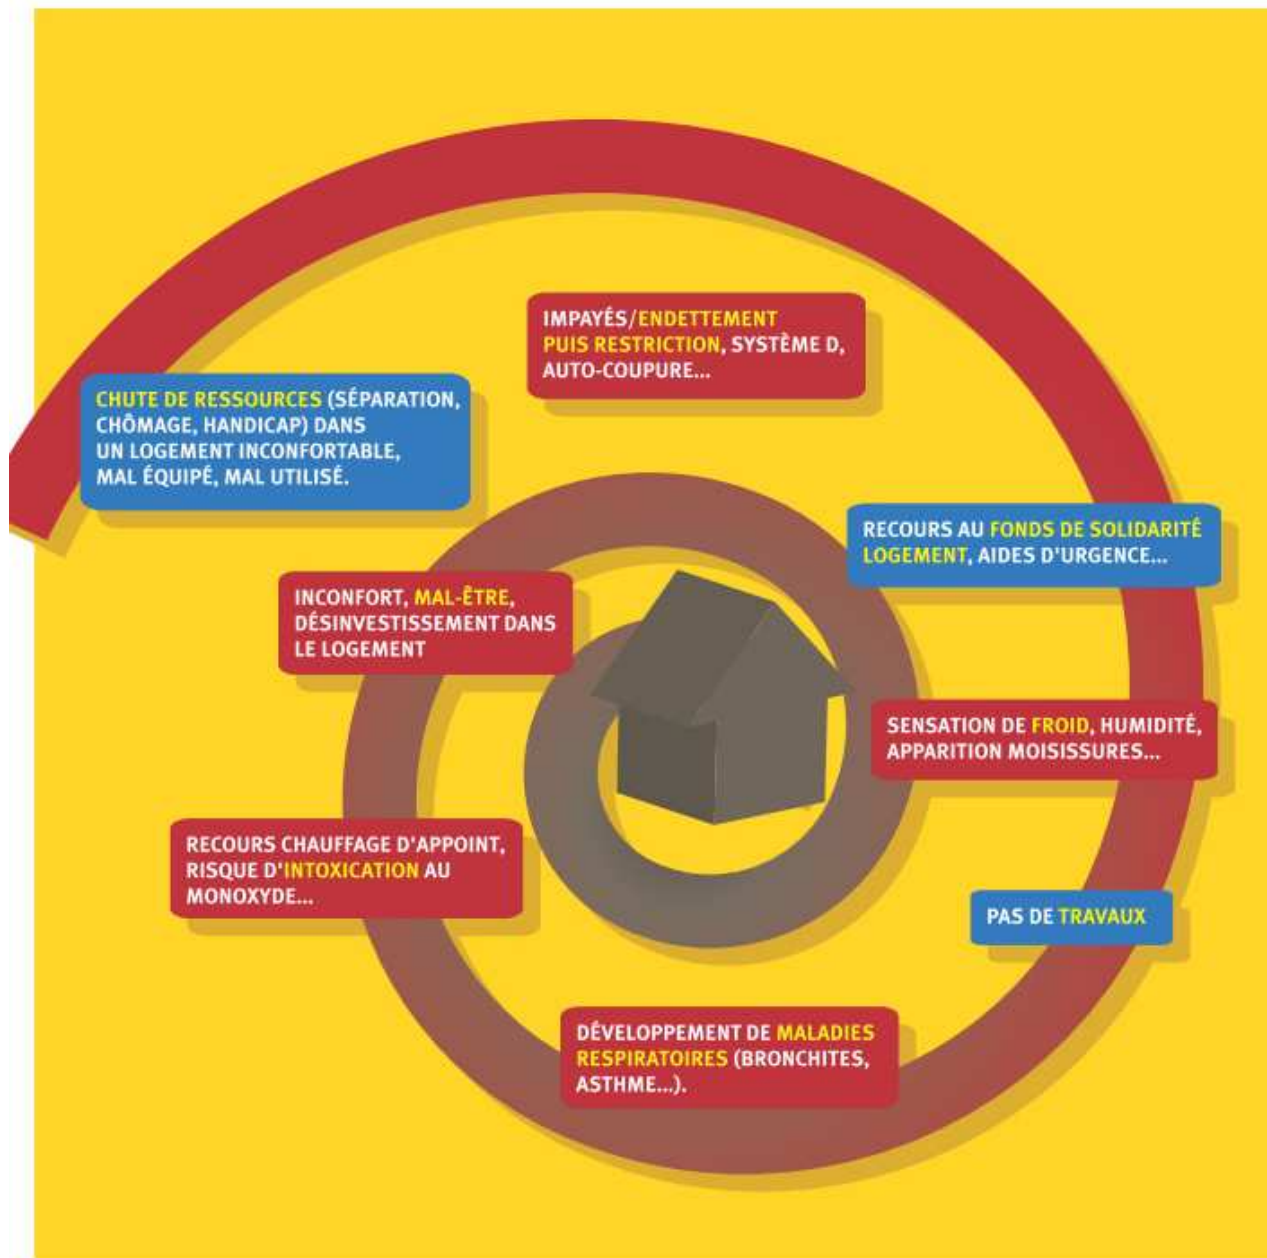 CHUTE DE RESSOURCES (SÉPARATION,
CHÔMAGE, HANDICAP) DANS
UN LOGEMENT INCONFORTABLE,
MAL ÉQUIPÉ, MAL UTILISÉ.
IMPAYÉS/ENDETTEMENT
PUIS RESTRICTION, SYSTÈME D,
AUTO-COUPURE...
RECOURS AU FONDS DE SOLIDARITÉ
LOGEMENT, AIDES D'URGENCE...
SENSATION DE FROID, HUMIDITÉ,
APPARITION MOISISSURES...
PAS DE TRAVAUX
DÉVELOPPEMENT DE MALADIES
RESPIRATOIRES (BRONCHITES,
ASTHME...).
RECOURS CHAUFFAGE D'APPOINT,
RISQUE D'INTOXICATION AU
MONOXYDE...
INCONFORT, MAL-ÊTRE,
DÉSINVESTISSEMENT DANS
LE LOGEMENT